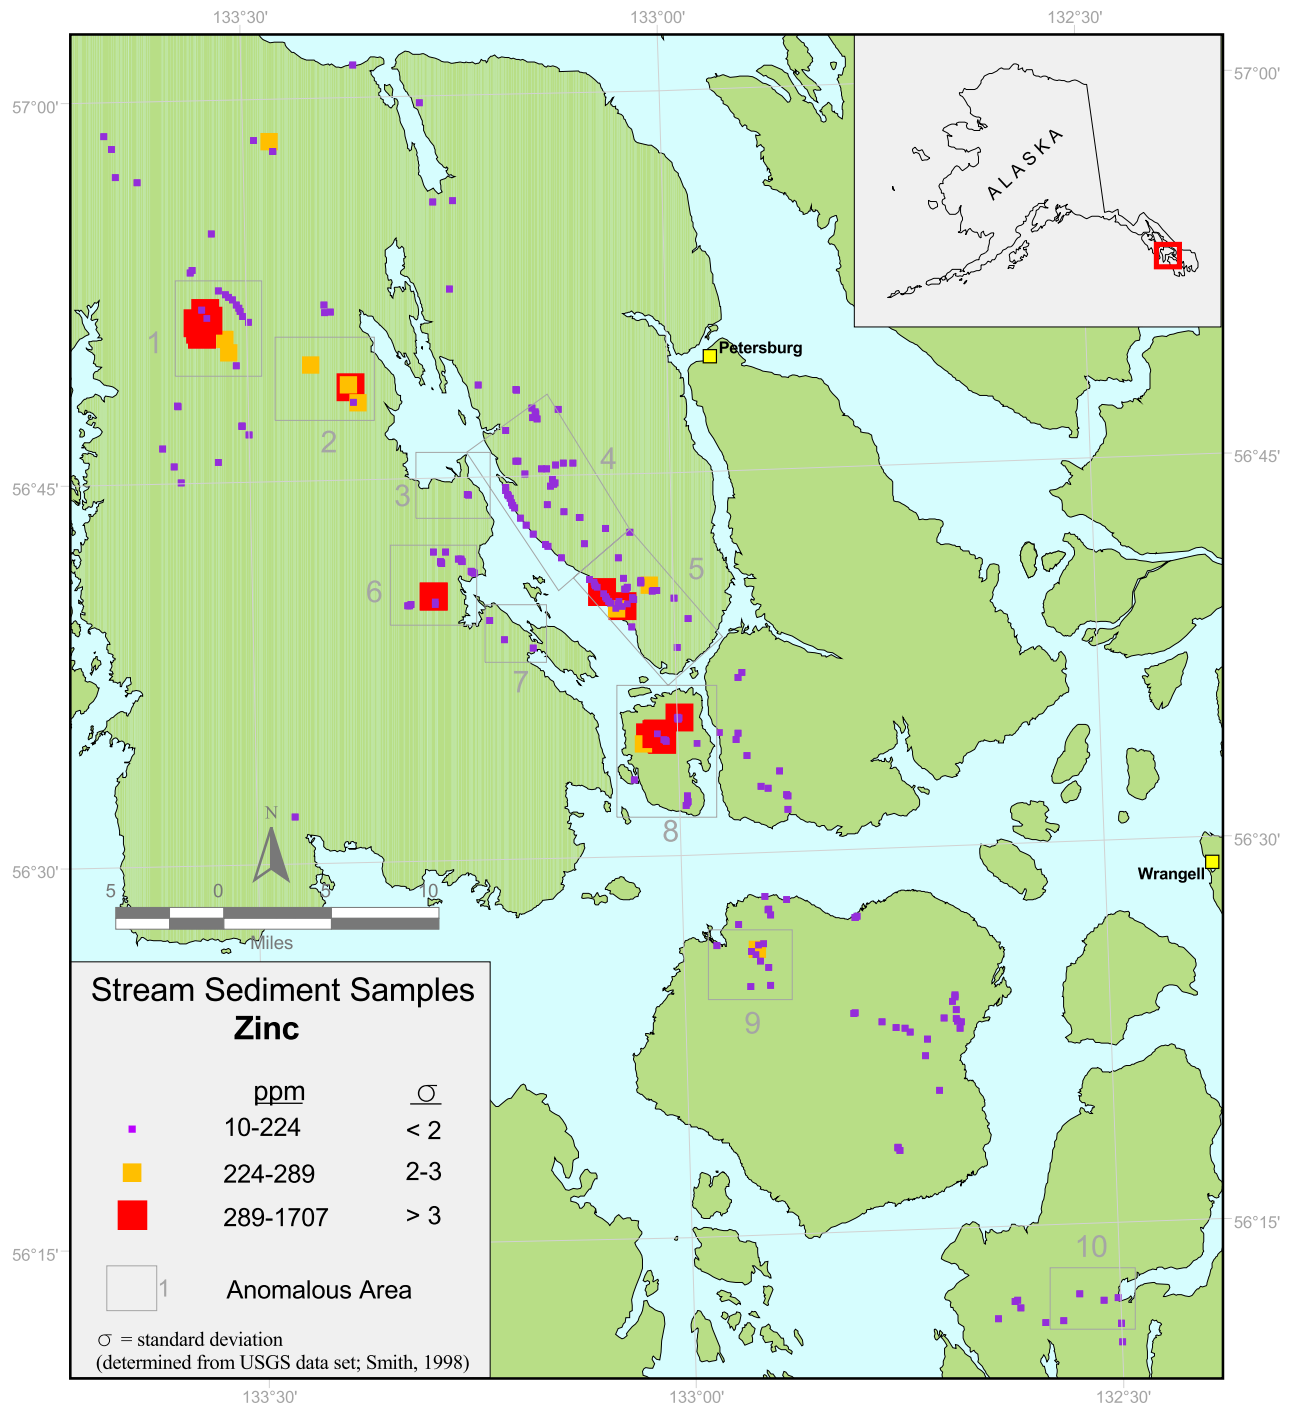 133°30'
133°00'
132°30'
57°00'
57°00'
ALASKA
1
Petersburg
2
4
56°45'
56°45'
3
5
6
7
8
N
56°30'
56°30'
Wrangell
5
0
5
10
Miles
Stream Sediment Samples
Zinc
9
ppm
σ
10-224
< 2
224-289
2-3
289-1707
> 3
56°15'
56°15'
10
1
Anomalous Area
σ = standard deviation
(determined from USGS data set; Smith, 1998)
133°30'
133°00'
132°30'